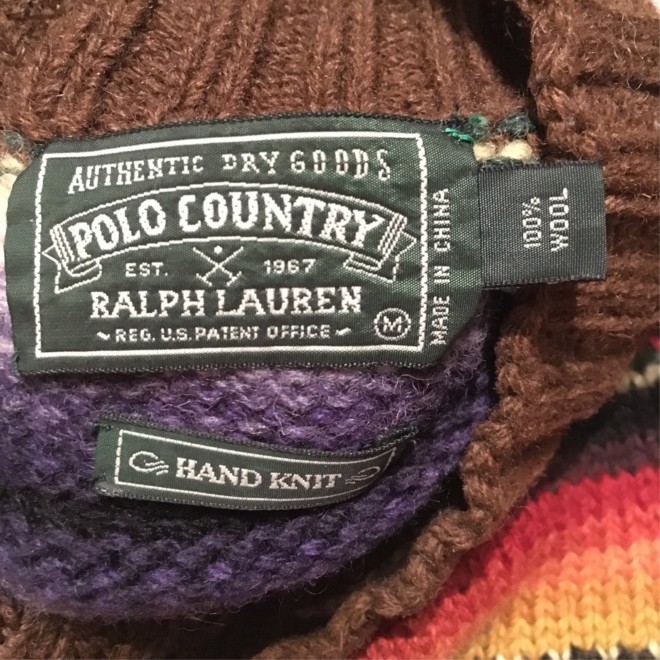 AUTHENTIC DRY GOODS
POLO COUNTRY
EST. 1967
RALPH LAUREN
~REG. U.S. PATENT OFFICE~
M
MADE IN CHINA
100%
WOOL
HAND KNIT